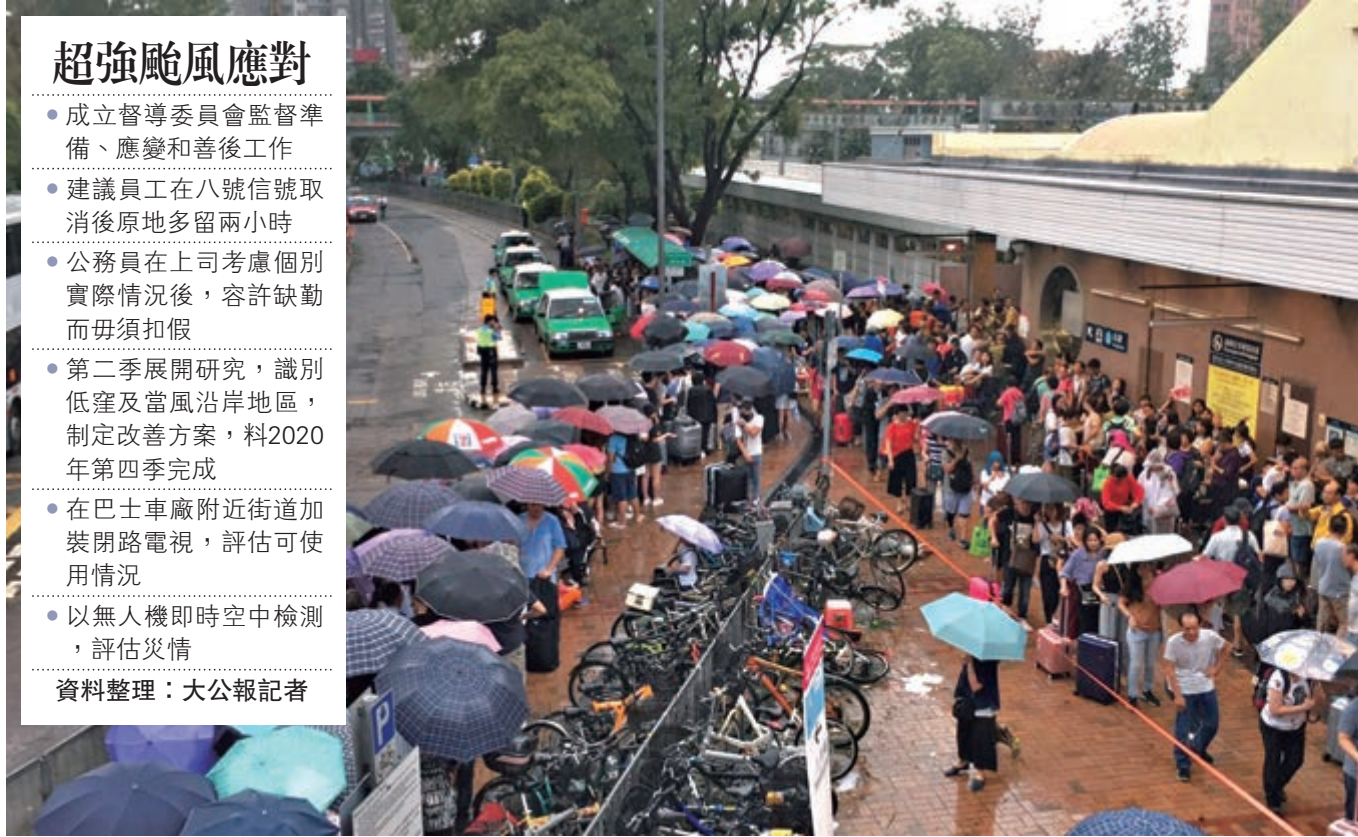 超強颱風應對
成立督導委員會監督準
備、應變和善後工作
建議員工在八號信號取
消後原地多留兩小時
公務員在上司考慮個別
實際情況後，容許缺勤
而毋須扣假
第二季展開研究，識別
低窪及當風沿岸地區，
制定改善方案，料2020
年第四季完成
在巴士車廠附近街道加
裝閉路電視，評估可使
用情況
以無人機即時空中檢測
，評估災情
資料整理：大公報記者
P